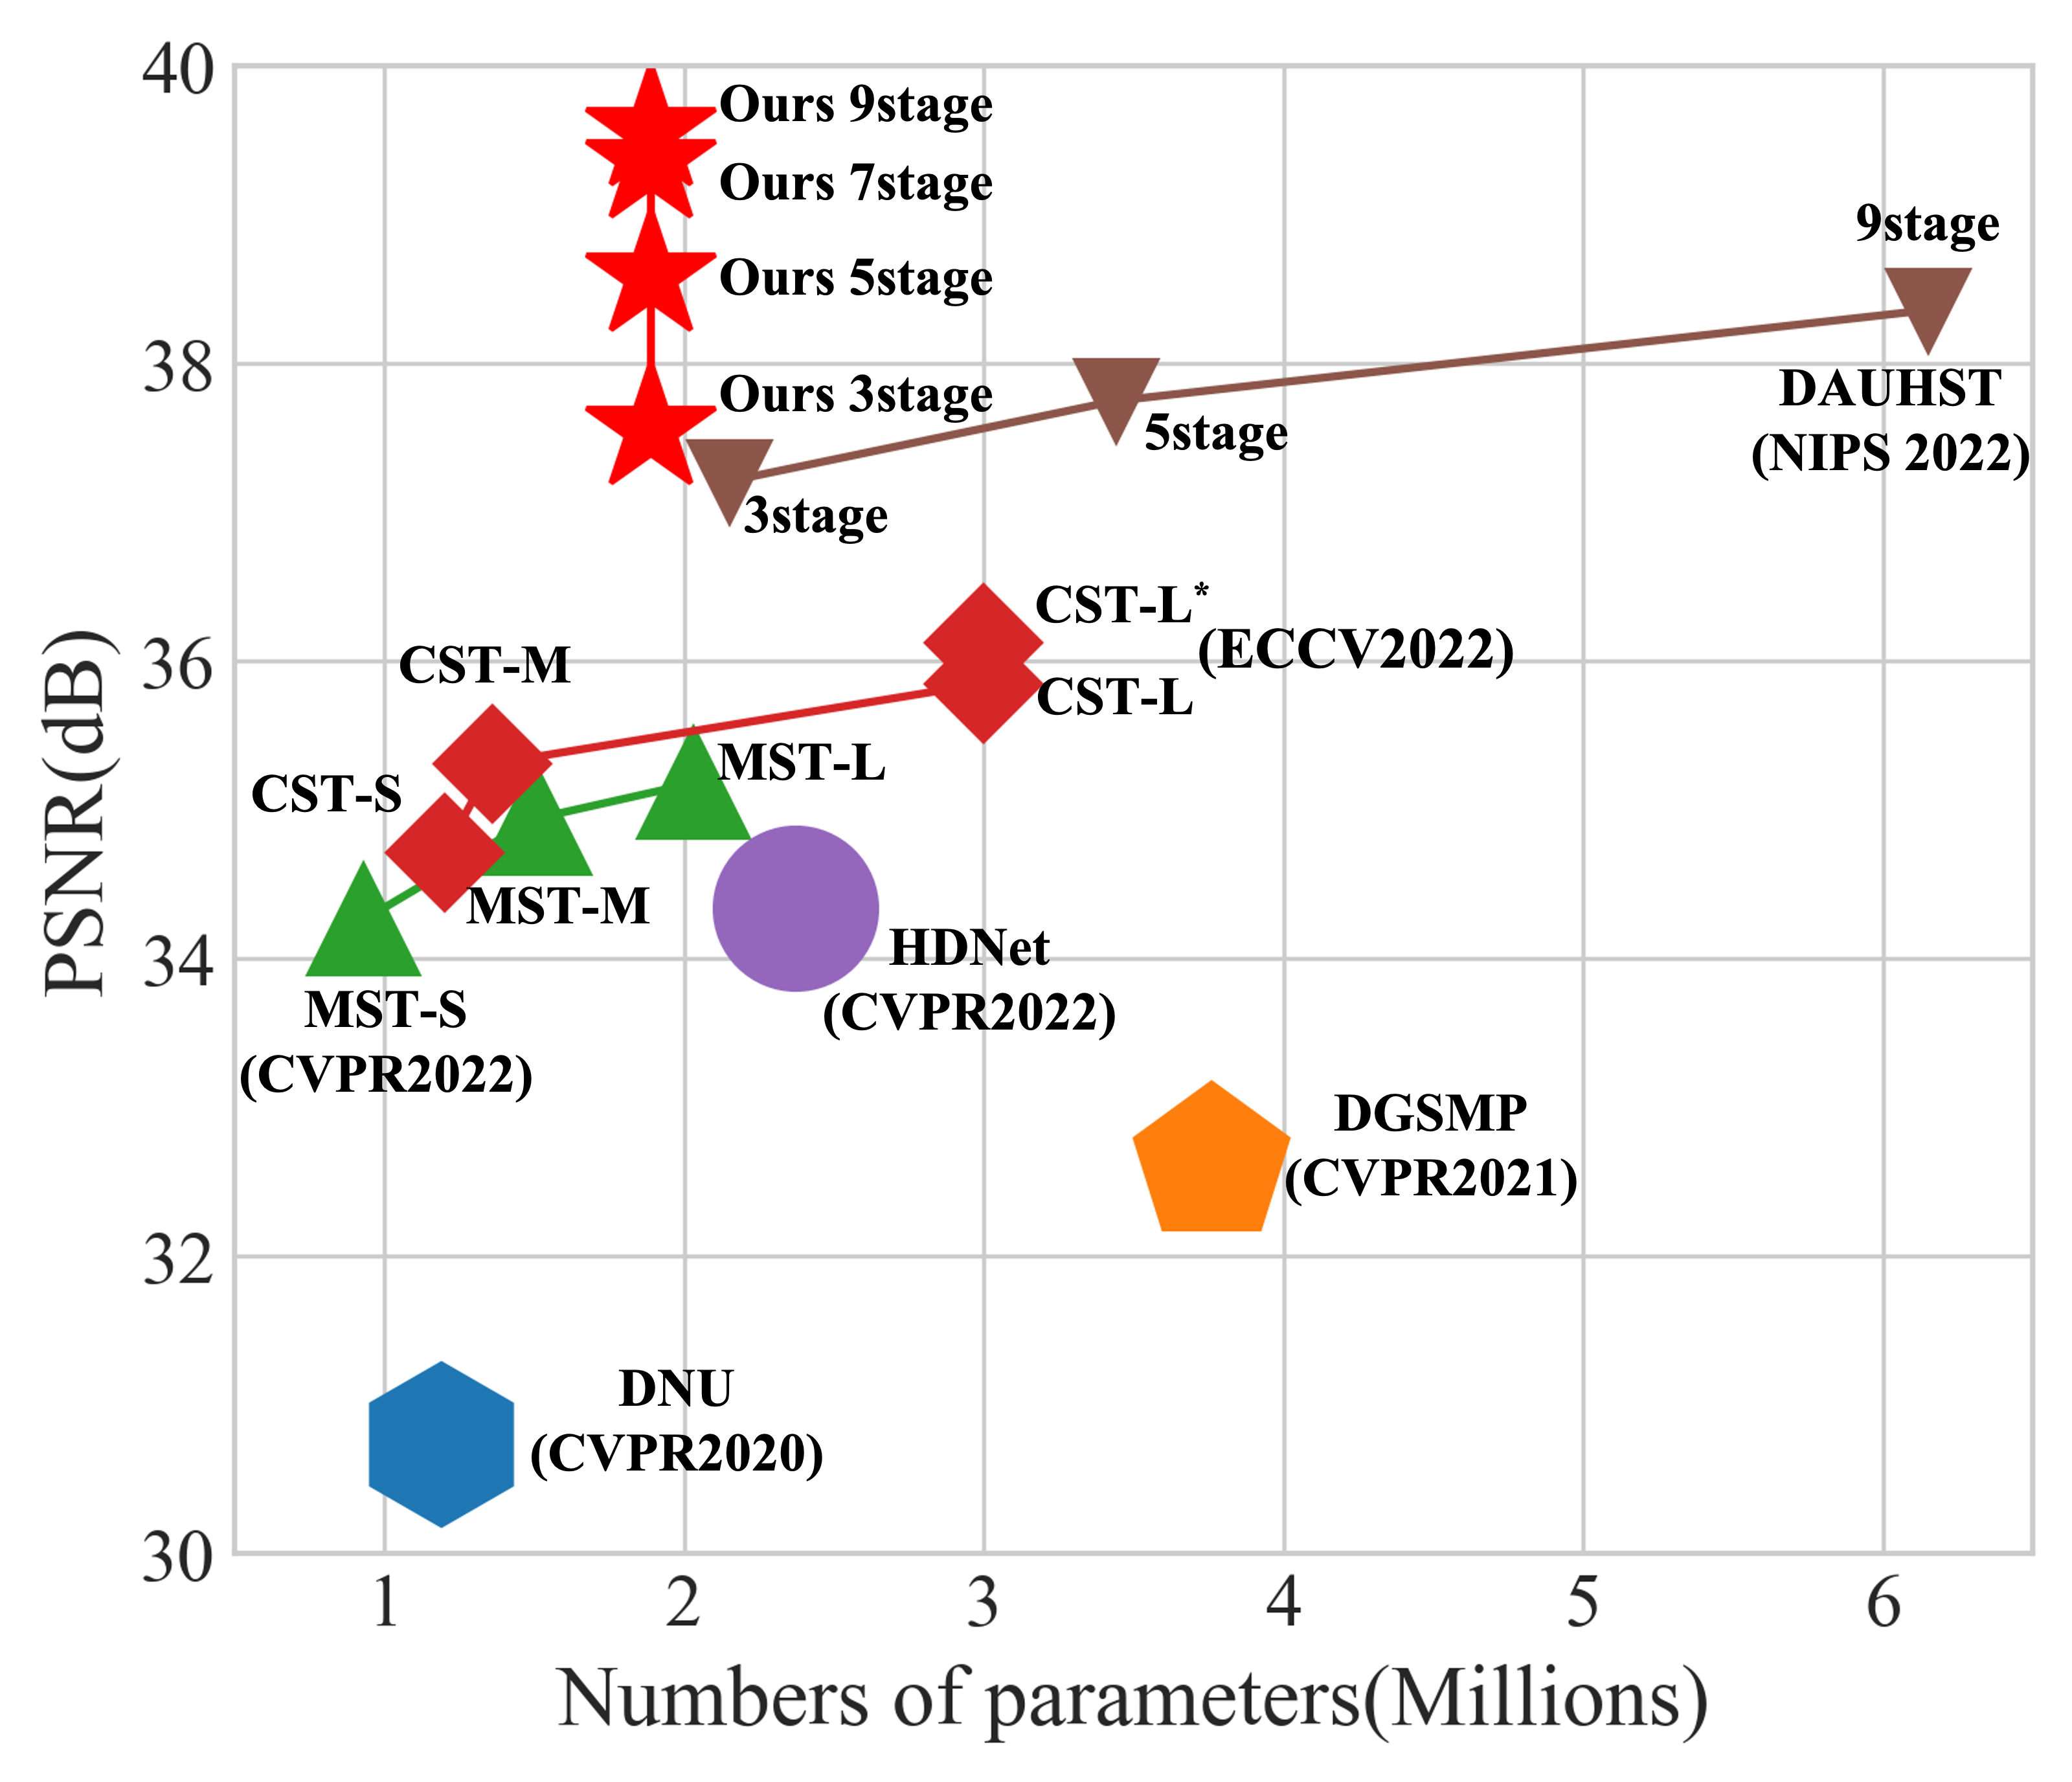 40
Ours 9stage
Ours 7stage
9stage
Ours 5stage
38
DAUHST
(NIPS 2022)
Ours 3stage
5stage
3stage
CST-L*
(ECCV2022)
CST-L
36
CST-M
MST-L
CST-S
MST-M
34
HDNet
(CVPR2022)
MST-S
(CVPR2022)
DGSMP
(CVPR2021)
32
DNU
(CVPR2020)
30
PSNR(dB)
1 2 3 4 5 6
Numbers of parameters(Millions)